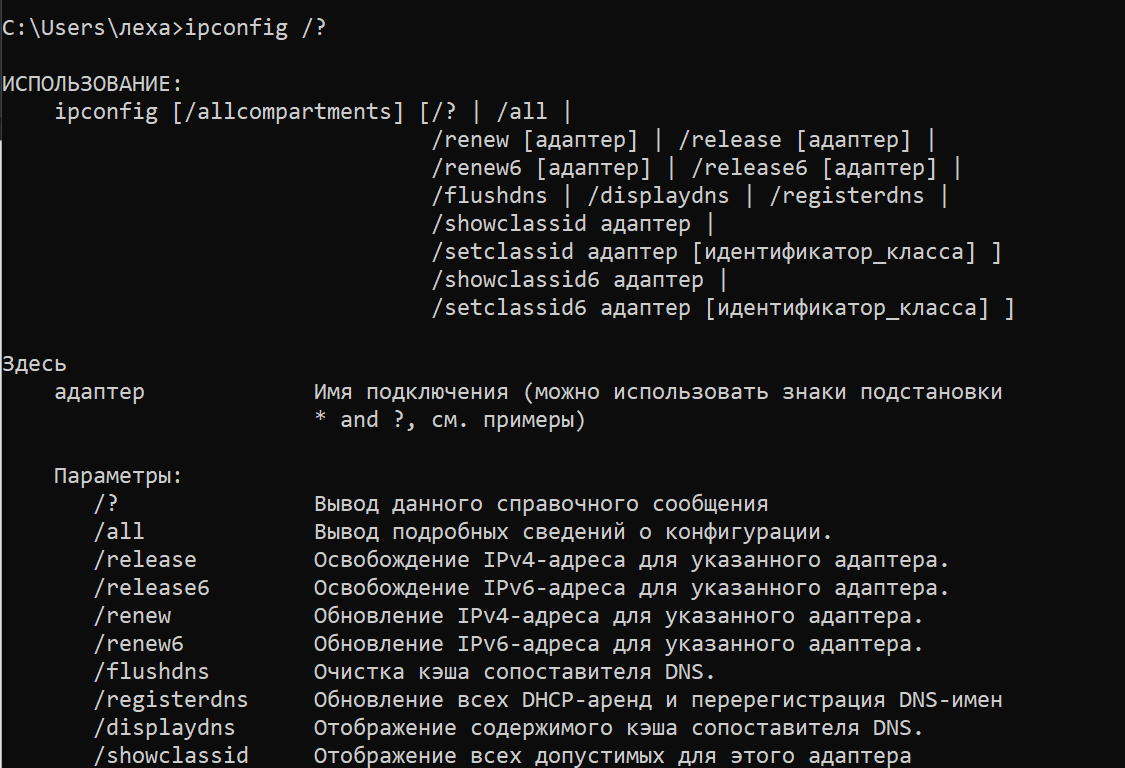 C:\Users\леха>ipconfig /?
ИСПОЛЬЗОВАНИЕ:
ipconfig [/allcompartments] [/? | /all |
/renew [адаптер] | /release [адаптер] |
/renew6 [адаптер] | /release6 [адаптер] |
/flushdns | /displaydns | /registerdns |
/showclassid адаптер |
/setclassid адаптер [идентификатор_класса] ]
/showclassid6 адаптер |
/setclassid6 адаптер [идентификатор_класса] ]
Здесь
адаптер Имя подключения (можно использовать знаки подстановки
* and ?, см. примеры)
Параметры:
/? Вывод данного справочного сообщения
/all Вывод подробных сведений о конфигурации.
/release Освобождение IPv4-адреса для указанного адаптера.
/release6 Освобождение IPv6-адреса для указанного адаптера.
/renew Обновление IPv4-адреса для указанного адаптера.
/renew6 Обновление IPv6-адреса для указанного адаптера.
/flushdns Очистка кэша сопоставителя DNS.
/registerdns Обновление всех DHCP-аренд и перерегистрация DNS-имен
/displaydns Отображение содержимого кэша сопоставителя DNS.
/showclassid Отображение всех допустимых для этого адаптера